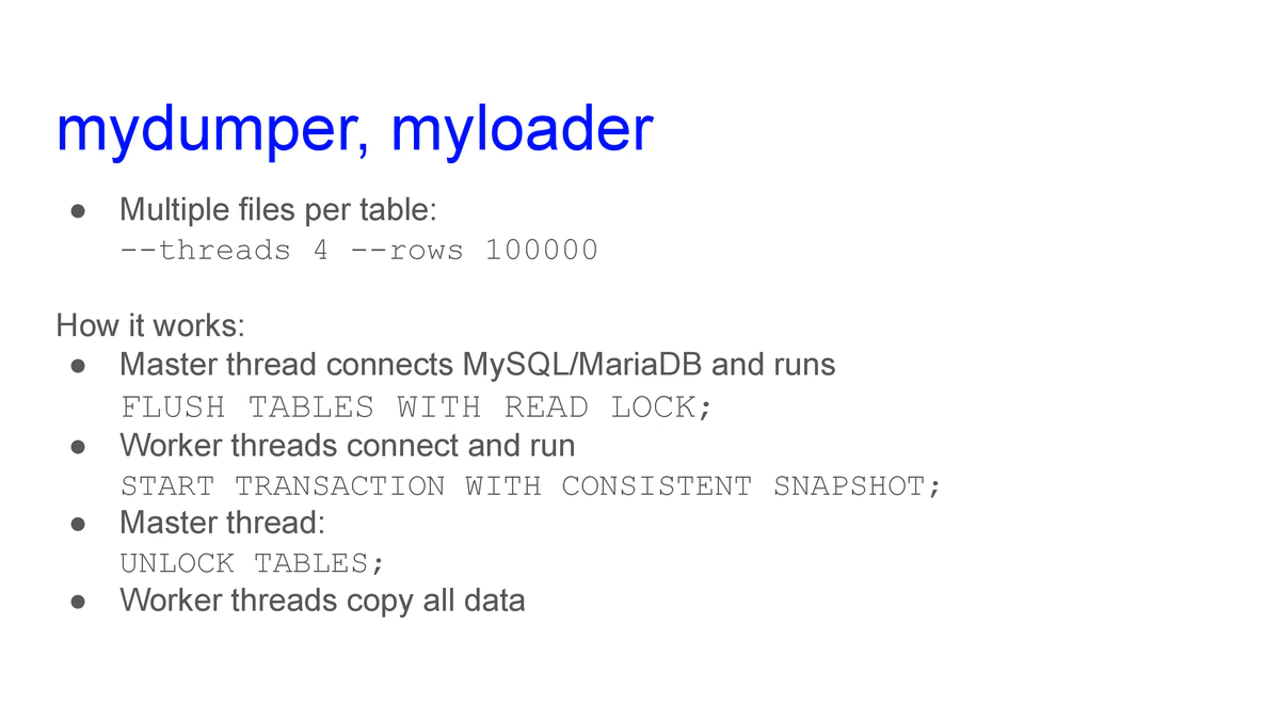 mydumper, myloader
● Multiple files per table:
--threads 4 --rows 100000
How it works:
● Master thread connects MySQL/MariaDB and runs
FLUSH TABLES WITH READ LOCK;
● Worker threads connect and run
START TRANSACTION WITH CONSISTENT SNAPSHOT;
● Master thread:
UNLOCK TABLES;
● Worker threads copy all data